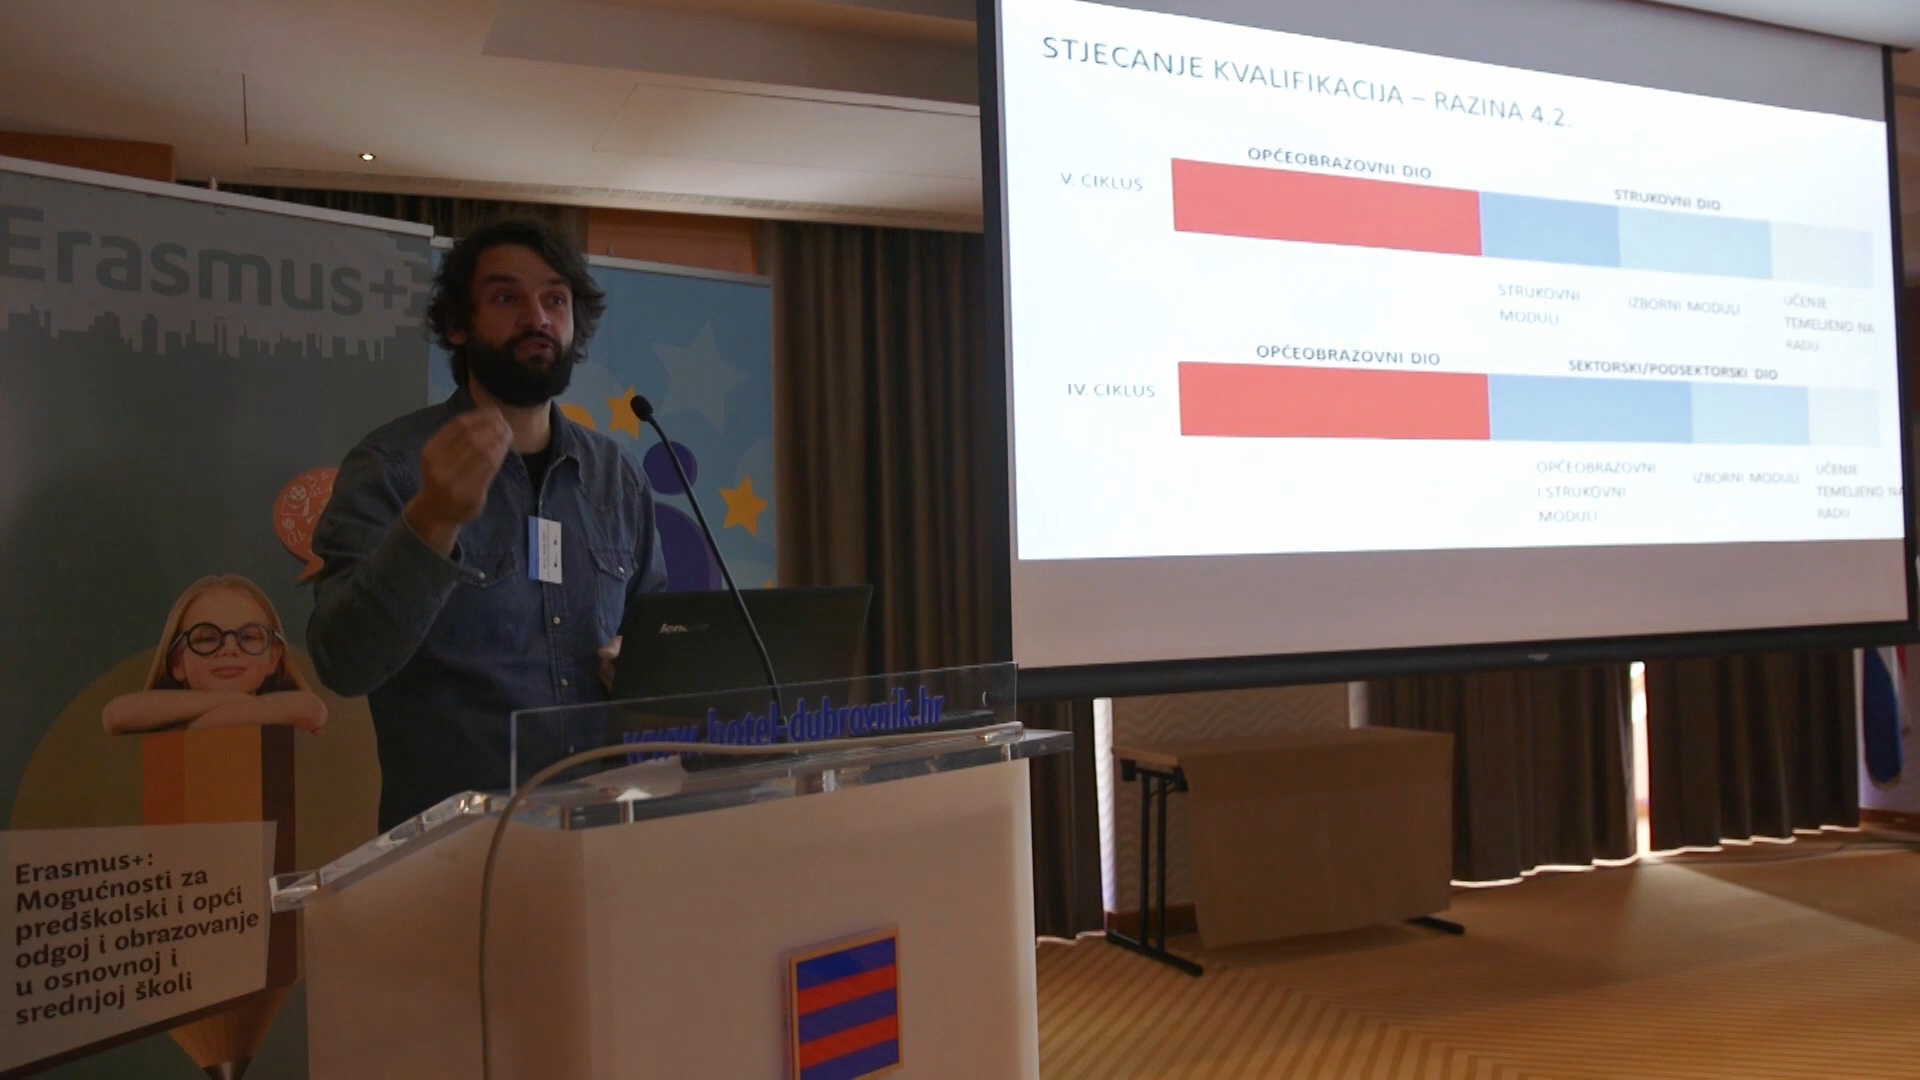 Erasmus+
Erasmus+:
Mogućnosti za
predškolski i opći
odgoj i obrazovanje
u osnovnoj i
srednjoj školi
lenovo
www.hotel-dubrovnik.hr
STJECANJE KVALIFIKACIJA – RAZINA 4.2.
OPĆEOBRAZOVNI DIO
STRUKOVNI DIO
V. CIKLUS
STRUKOVNI
MODULI
IZBORNI MODULI
UČENJE
TEMELJENO NA
RADU
OPĆEOBRAZOVNI DIO
SEKTORSKI/PODSEKTORSKI DIO
IV. CIKLUS
OPĆEOBRAZOVNI
I STRUKOVNI
MODULI
IZBORNI MODULI
UČENJE
TEMELJENO NA
RADU